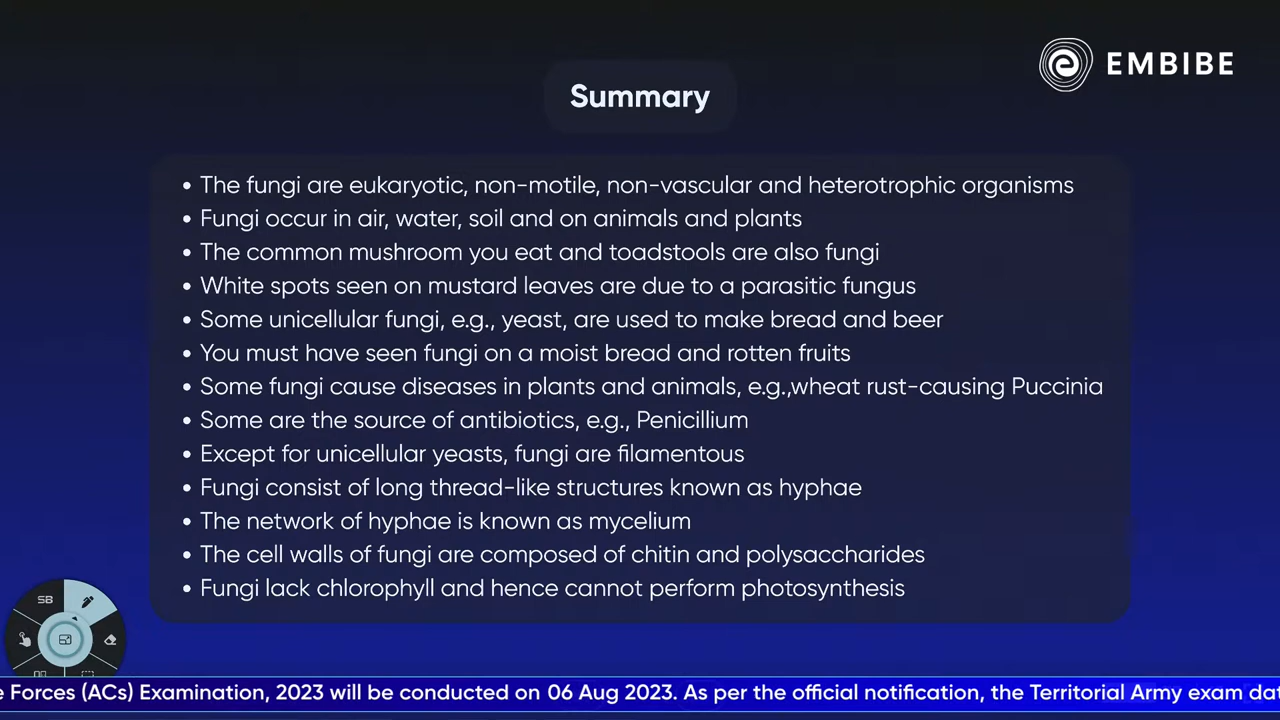 EMBIBE
Summary
• The fungi are eukaryotic, non-motile, non-vascular and heterotrophic organisms
• Fungi occur in air, water, soil and on animals and plants
• The common mushroom you eat and toadstools are also fungi
• White spots seen on mustard leaves are due to a parasitic fungus
• Some unicellular fungi, e.g., yeast, are used to make bread and beer
• You must have seen fungi on a moist bread and rotten fruits
• Some fungi cause diseases in plants and animals, e.g.,wheat rust-causing Puccinia
• Some are the source of antibiotics, e.g., Penicillium
• Except for unicellular yeasts, fungi are filamentous
• Fungi consist of long thread-like structures known as hyphae
• The network of hyphae is known as mycelium
• The cell walls of fungi are composed of chitin and polysaccharides
• Fungi lack chlorophyll and hence cannot perform photosynthesis
SB
e Forces (ACs) Examination, 2023 will be conducted on 06 Aug 2023. As per the official notification, the Territorial Army exam dat